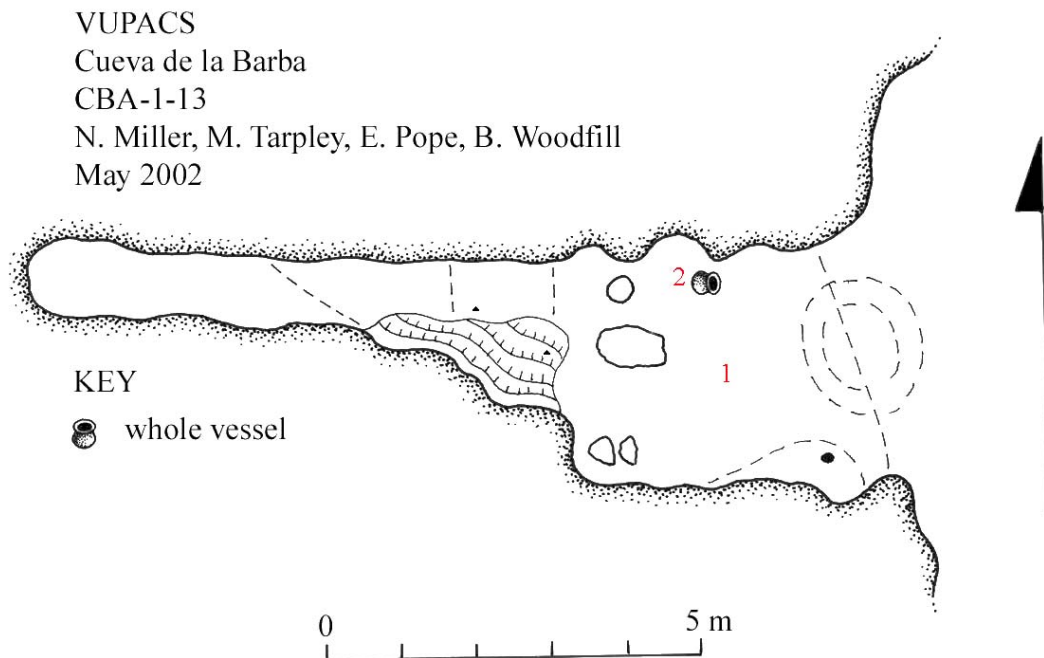 VUPACS
Cueva de la Barba
CBA-1-13
N. Miller, M. Tarpley, E. Pope, B. Woodfill
May 2002
2
1
KEY
whole vessel
0 5 m